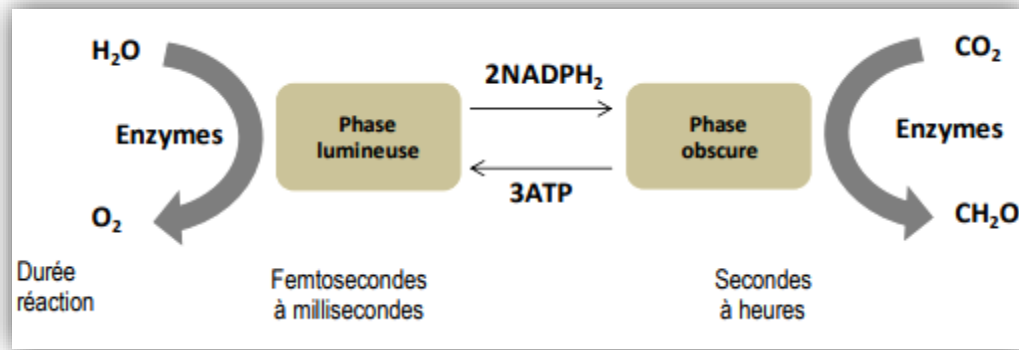 H₂O
CO₂
2NADPH₂
Enzymes
Phase
lumineuse
Phase
obscure
Enzymes
3ATP
O₂
CH₂O
Durée
réaction
Femtosecondes
à millisecondes
Secondes
à heures